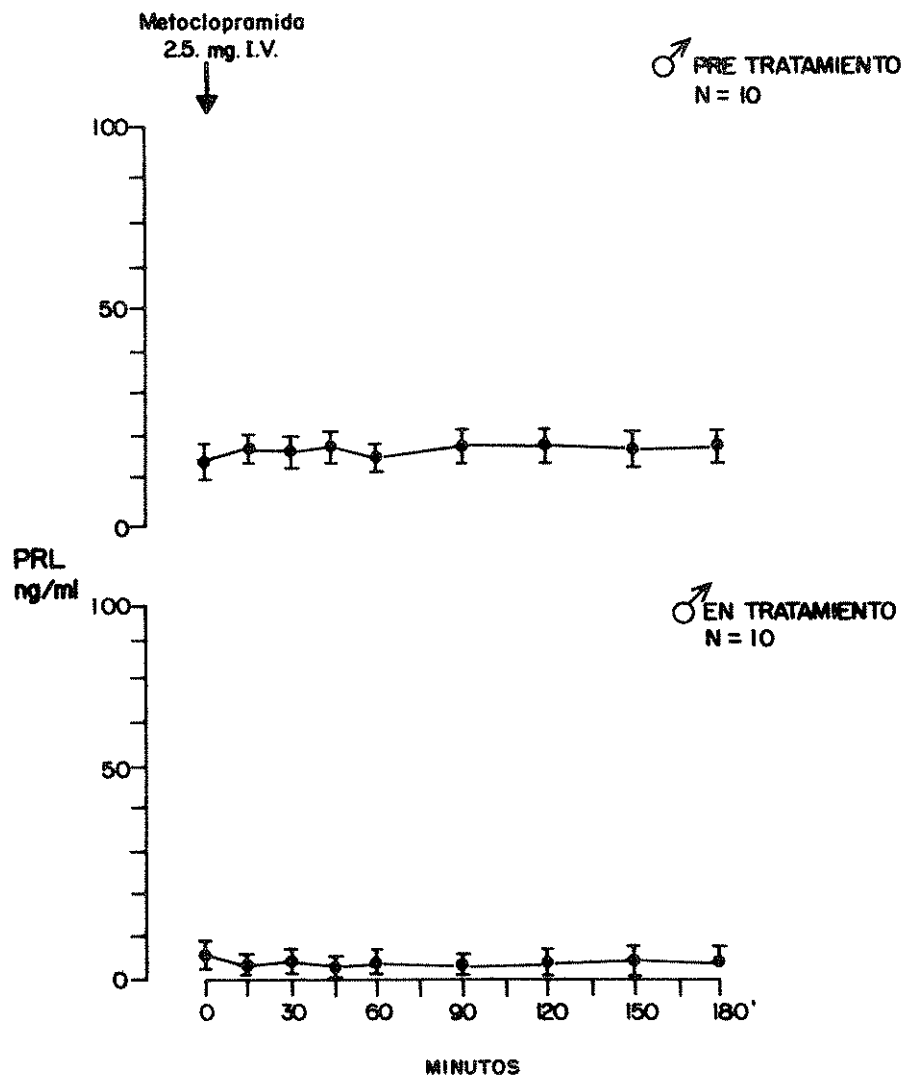 Metoclopramida
2.5. mg. I.V.
♂ PRE TRATAMIENTO
N = 10
100
50
0
PRL
ng/ml
♂ EN TRATAMIENTO
N = 10
100
50
0
0 30 60 90 120 150 180'
MINUTOS